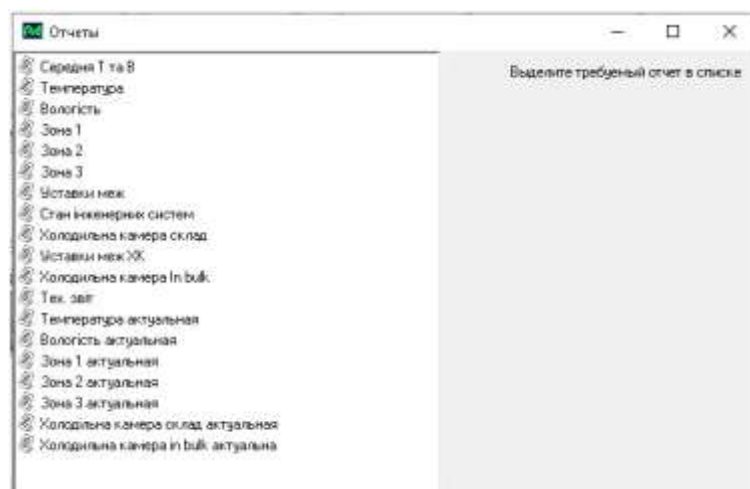 Отчеты
Середня Т та В
Температура
Вологість
Зона 1
Зона 2
Зона 3
Уставки меж
Стан інженерних систем
Холодильна камера склад
Уставки меж ХК
Холодильна камера In bulk
Тех. звіт
Температура актуальная
Вологість актуальная
Зона 1 актуальная
Зона 2 актуальная
Зона 3 актуальная
Холодільна камера склад актуальная
Холодильна камера in bulk актуальна
Выделите требуемый отчет в списке